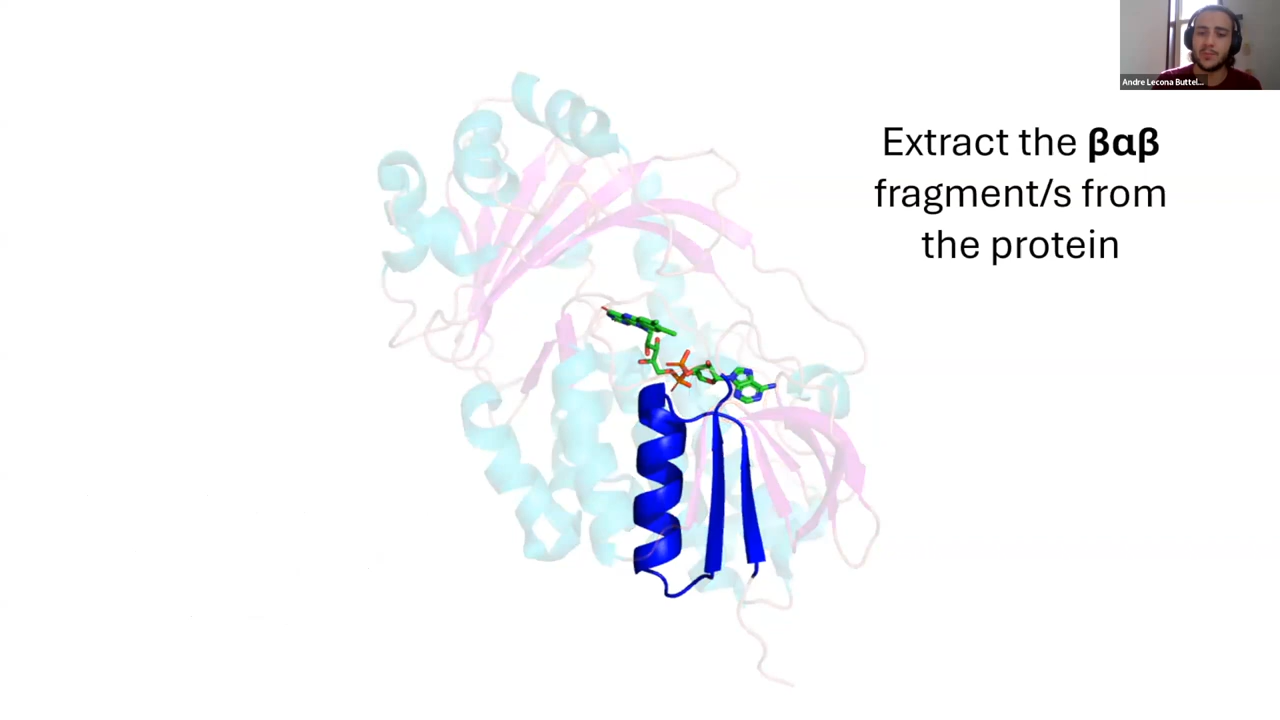 Andre Lecona Buttel...
Extract the βαβ
fragment/s from
the protein